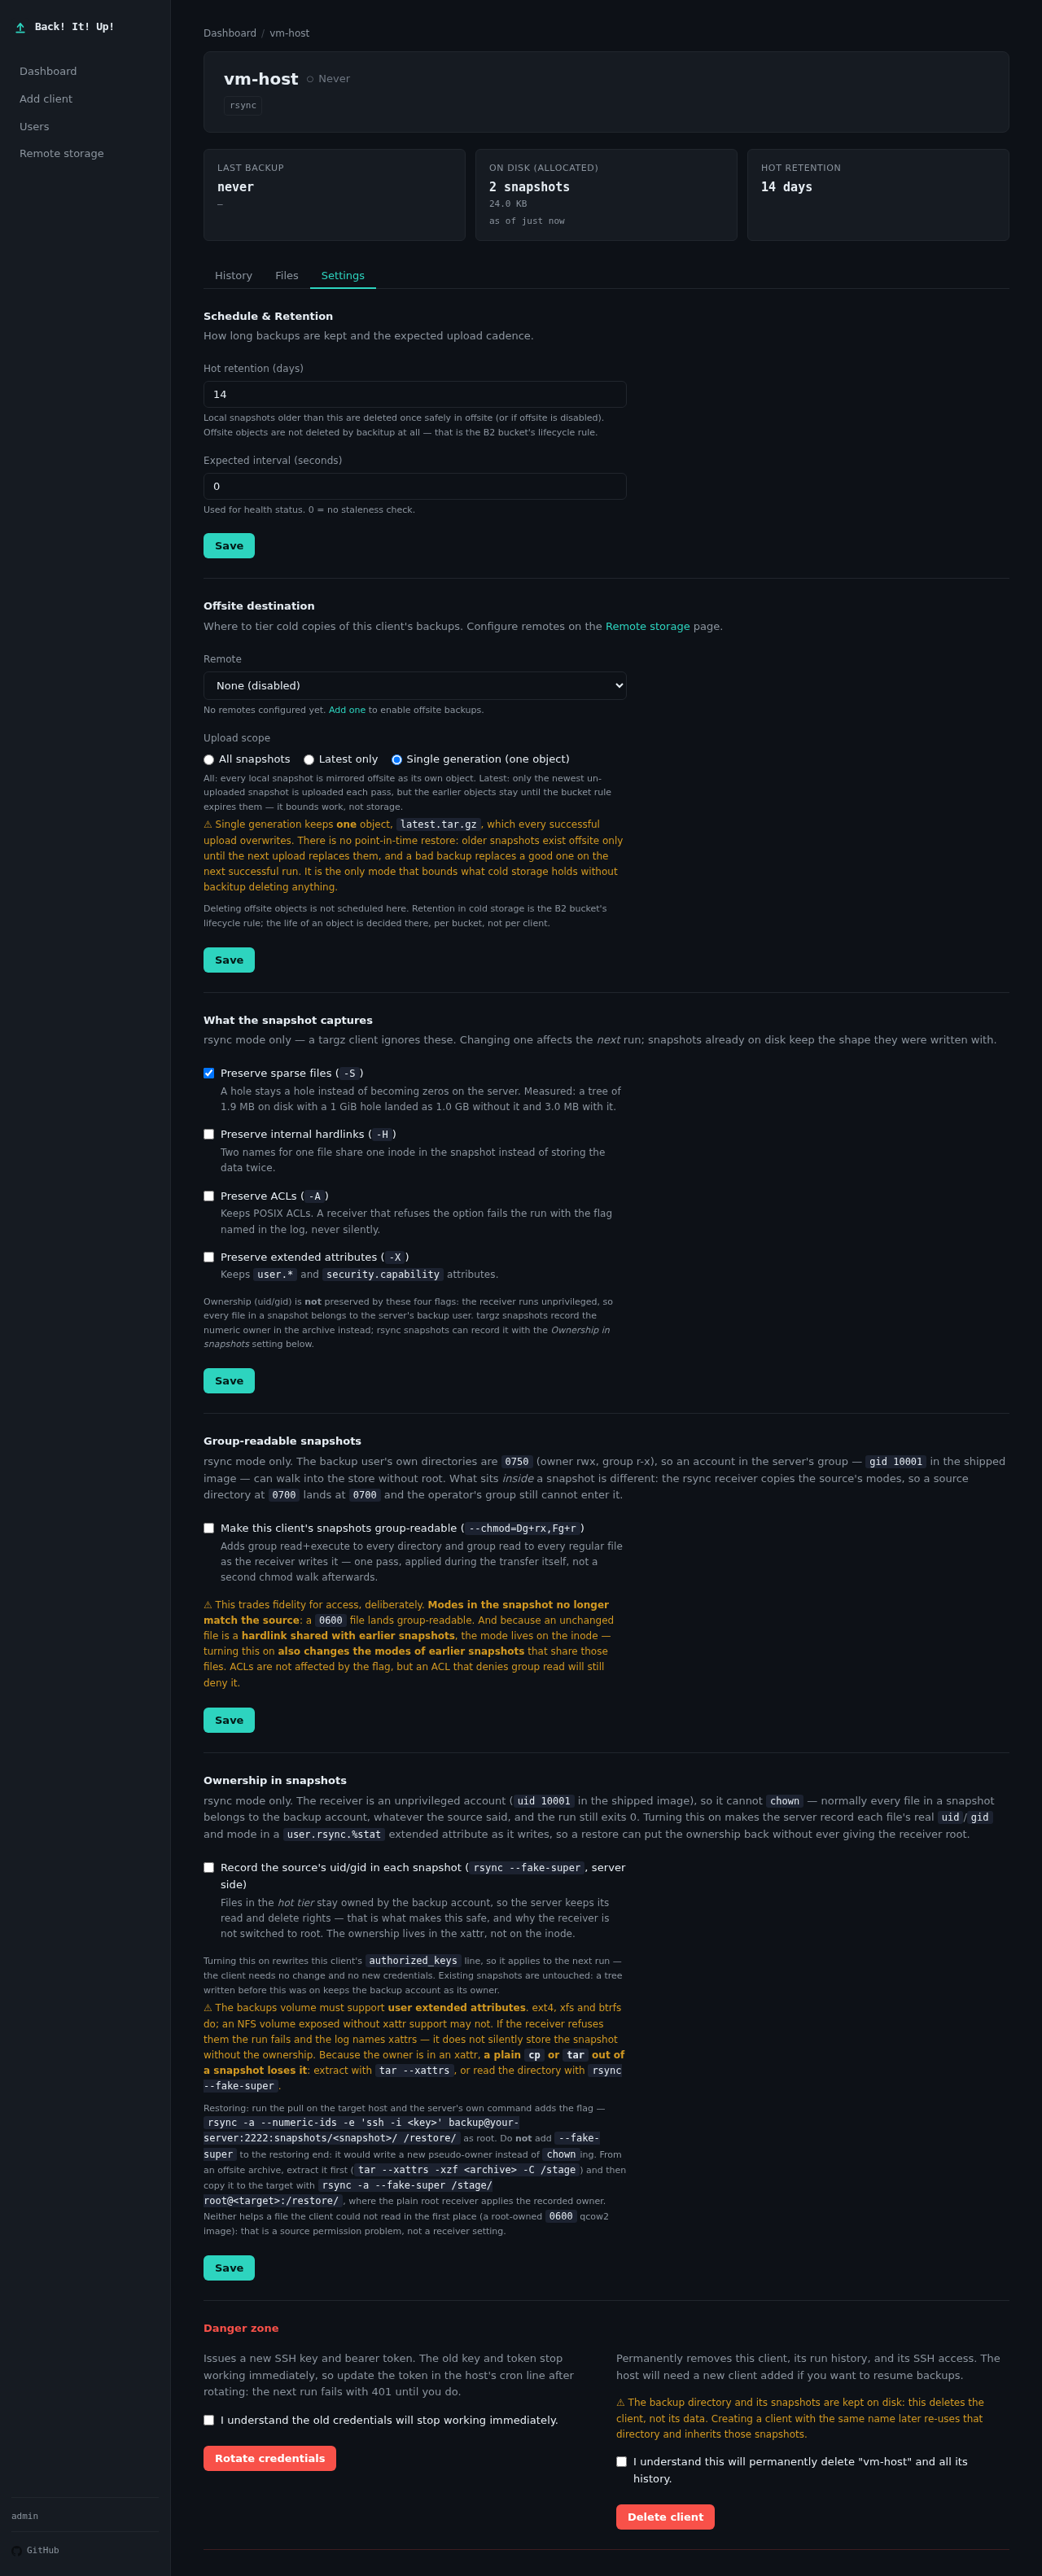 Back! It! Up!
Dashboard
Add client
Users
Remote storage
Dashboard / vm-host
vm-host ○ Never
rsync
LAST BACKUP
never
—
ON DISK (ALLOCATED)
2 snapshots
24.0 KB
as of just now
HOT RETENTION
14 days
History Files Settings
Schedule & Retention
How long backups are kept and the expected upload cadence.
Hot retention (days)
14
Local snapshots older than this are deleted once safely in offsite (or if offsite is disabled).
Offsite objects are not deleted by backitup at all — that is the B2 bucket's lifecycle rule.
Expected interval (seconds)
0
Used for health status. 0 = no staleness check.
Save
Offsite destination
Where to tier cold copies of this client's backups. Configure remotes on the Remote storage page.
Remote
None (disabled)
No remotes configured yet. Add one to enable offsite backups.
Upload scope
All snapshots Latest only Single generation (one object)
All: every local snapshot is mirrored offsite as its own object. Latest: only the newest un-
uploaded snapshot is uploaded each pass, but the earlier objects stay until the bucket rule
expires them — it bounds work, not storage.
⚠ Single generation keeps one object, latest.tar.gz, which every successful
upload overwrites. There is no point-in-time restore: older snapshots exist offsite only
until the next upload replaces them, and a bad backup replaces a good one on the
next successful run. It is the only mode that bounds what cold storage holds without
backitup deleting anything.
Deleting offsite objects is not scheduled here. Retention in cold storage is the B2 bucket's
lifecycle rule; the life of an object is decided there, per bucket, not per client.
Save
What the snapshot captures
rsync mode only — a targz client ignores these. Changing one affects the next run; snapshots already on disk keep the shape they were written with.
Preserve sparse files (-S)
A hole stays a hole instead of becoming zeros on the server. Measured: a tree of
1.9 MB on disk with a 1 GiB hole landed as 1.0 GB without it and 3.0 MB with it.
Preserve internal hardlinks (-H)
Two names for one file share one inode in the snapshot instead of storing the
data twice.
Preserve ACLs (-A)
Keeps POSIX ACLs. A receiver that refuses the option fails the run with the flag
named in the log, never silently.
Preserve extended attributes (-X)
Keeps user.* and security.capability attributes.
Ownership (uid/gid) is not preserved by these four flags: the receiver runs unprivileged, so
every file in a snapshot belongs to the server's backup user. targz snapshots record the
numeric owner in the archive instead; rsync snapshots can record it with the Ownership in
snapshots setting below.
Save
Group-readable snapshots
rsync mode only. The backup user's own directories are 0750 (owner rwx, group r-x), so an account in the server's group — gid 10001 in the shipped
image — can walk into the store without root. What sits inside a snapshot is different: the rsync receiver copies the source's modes, so a source
directory at 0700 lands at 0700 and the operator's group still cannot enter it.
Make this client's snapshots group-readable (--chmod=Dg+rx,Fg+r)
Adds group read+execute to every directory and group read to every regular file
as the receiver writes it — one pass, applied during the transfer itself, not a
second chmod walk afterwards.
⚠ This trades fidelity for access, deliberately. Modes in the snapshot no longer
match the source: a 0600 file lands group-readable. And because an unchanged
file is a hardlink shared with earlier snapshots, the mode lives on the inode —
turning this on also changes the modes of earlier snapshots that share those
files. ACLs are not affected by the flag, but an ACL that denies group read will still
deny it.
Save
Ownership in snapshots
rsync mode only. The receiver is an unprivileged account (uid 10001 in the shipped image), so it cannot chown — normally every file in a snapshot
belongs to the backup account, whatever the source said, and the run still exits 0. Turning this on makes the server record each file's real uid/gid
and mode in a user.rsync.%stat extended attribute as it writes, so a restore can put the ownership back without ever giving the receiver root.
Record the source's uid/gid in each snapshot (rsync --fake-super, server
side)
Files in the hot tier stay owned by the backup account, so the server keeps its
read and delete rights — that is what makes this safe, and why the receiver is
not switched to root. The ownership lives in the xattr, not on the inode.
Turning this on rewrites this client's authorized_keys line, so it applies to the next run —
the client needs no change and no new credentials. Existing snapshots are untouched: a tree
written before this was on keeps the backup account as its owner.
⚠ The backups volume must support user extended attributes. ext4, xfs and btrfs
do; an NFS volume exposed without xattr support may not. If the receiver refuses
them the run fails and the log names xattrs — it does not silently store the snapshot
without the ownership. Because the owner is in an xattr, a plain cp or tar out of
a snapshot loses it: extract with tar --xattrs, or read the directory with rsync
--fake-super.
Restoring: run the pull on the target host and the server's own command adds the flag —
rsync -a --numeric-ids -e 'ssh -i <key>' backup@your-
server:2222:snapshots/<snapshot>/ /restore/ as root. Do not add --fake-
super to the restoring end: it would write a new pseudo-owner instead of chowning. From
an offsite archive, extract it first (tar --xattrs -xzf <archive> -C /stage) and then
copy it to the target with rsync -a --fake-super /stage/
root@<target>:/restore/, where the plain root receiver applies the recorded owner.
Neither helps a file the client could not read in the first place (a root-owned 0600 qcow2
image): that is a source permission problem, not a receiver setting.
Save
Danger zone
Issues a new SSH key and bearer token. The old key and token stop
working immediately, so update the token in the host's cron line after
rotating: the next run fails with 401 until you do.
I understand the old credentials will stop working immediately.
Rotate credentials
Permanently removes this client, its run history, and its SSH access. The
host will need a new client added if you want to resume backups.
⚠ The backup directory and its snapshots are kept on disk: this deletes the
client, not its data. Creating a client with the same name later re-uses that
directory and inherits those snapshots.
I understand this will permanently delete "vm-host" and all its
history.
Delete client
admin
GitHub